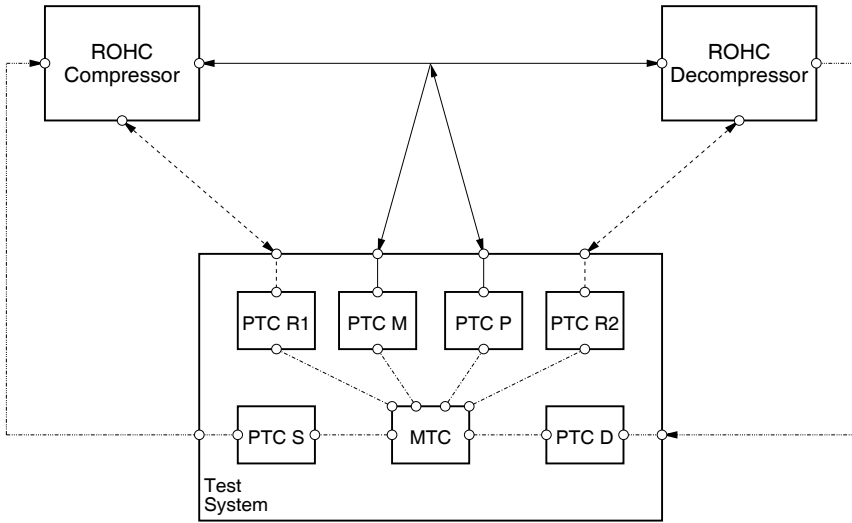 ROHC
Compressor
ROHC
Decompressor
PTC R1
PTC M
PTC P
PTC R2
PTC S
MTC
PTC D
Test
System